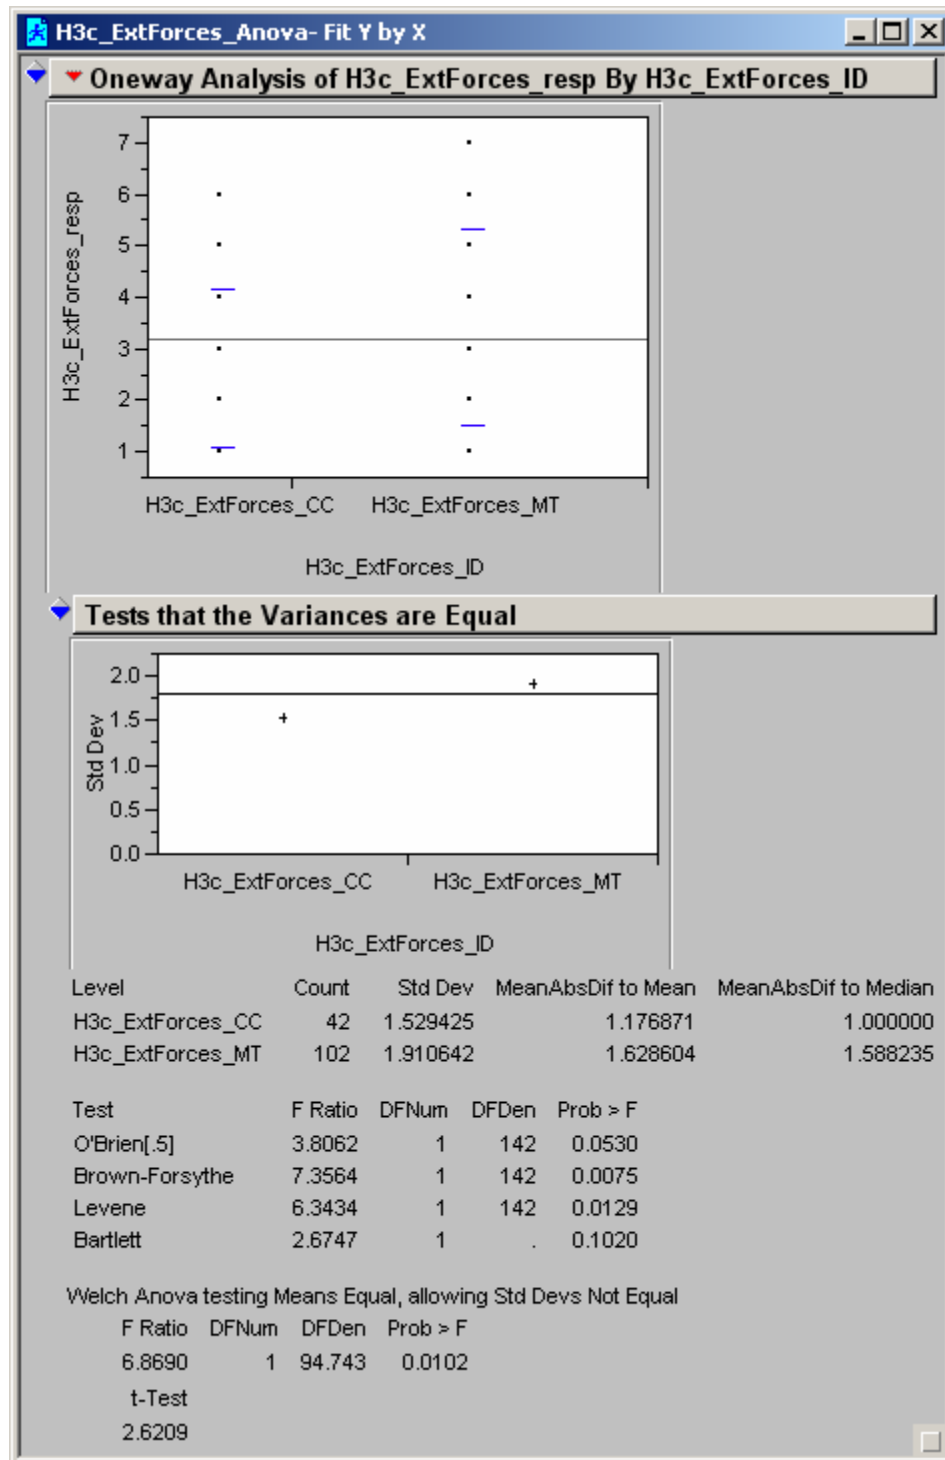 H3c_ExtForces_Anova- Fit Y by X
Oneway Analysis of H3c_ExtForces_resp By H3c_ExtForces_ID
H3c_ExtForces_resp
7
6
5
4
3
2
1
H3c_ExtForces_CC H3c_ExtForces_MT
H3c_ExtForces_ID
Tests that the Variances are Equal
Std Dev
2.0
1.5
1.0
0.5
0.0
H3c_ExtForces_CC H3c_ExtForces_MT
H3c_ExtForces_ID
Level Count Std Dev MeanAbsDif to Mean MeanAbsDif to Median
H3c_ExtForces_CC 42 1.529425 1.176871 1.000000
H3c_ExtForces_MT 102 1.910642 1.628604 1.588235
Test F Ratio DFNum DFDen Prob > F
O'Brien[.5] 3.8062 1 142 0.0530
Brown-Forsythe 7.3564 1 142 0.0075
Levene 6.3434 1 142 0.0129
Bartlett 2.6747 1 . 0.1020
Welch Anova testing Means Equal, allowing Std Devs Not Equal
F Ratio DFNum DFDen Prob > F
6.8690 1 94.743 0.0102
t-Test
2.6209